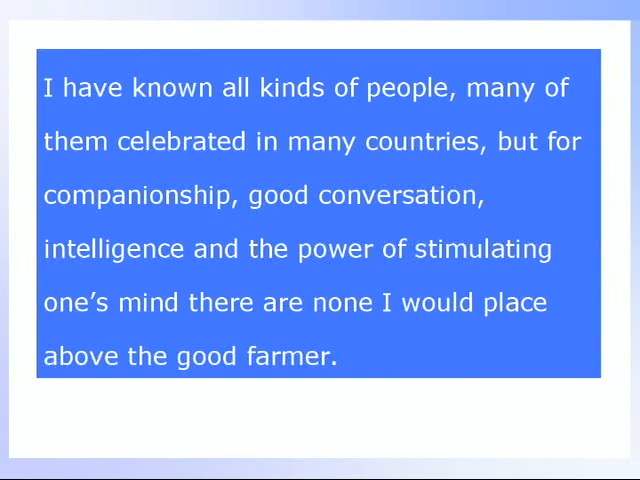 I have known all kinds of people, many of
them celebrated in many countries, but for
companionship, good conversation,
intelligence and the power of stimulating
one’s mind there are none I would place
above the good farmer.